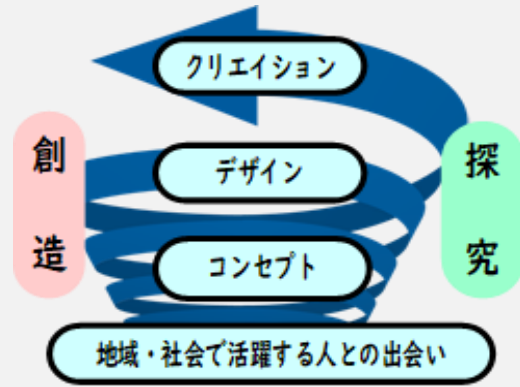 クリエイション
創造
デザイン
探究
コンセプト
地域・社会で活躍する人との出会い